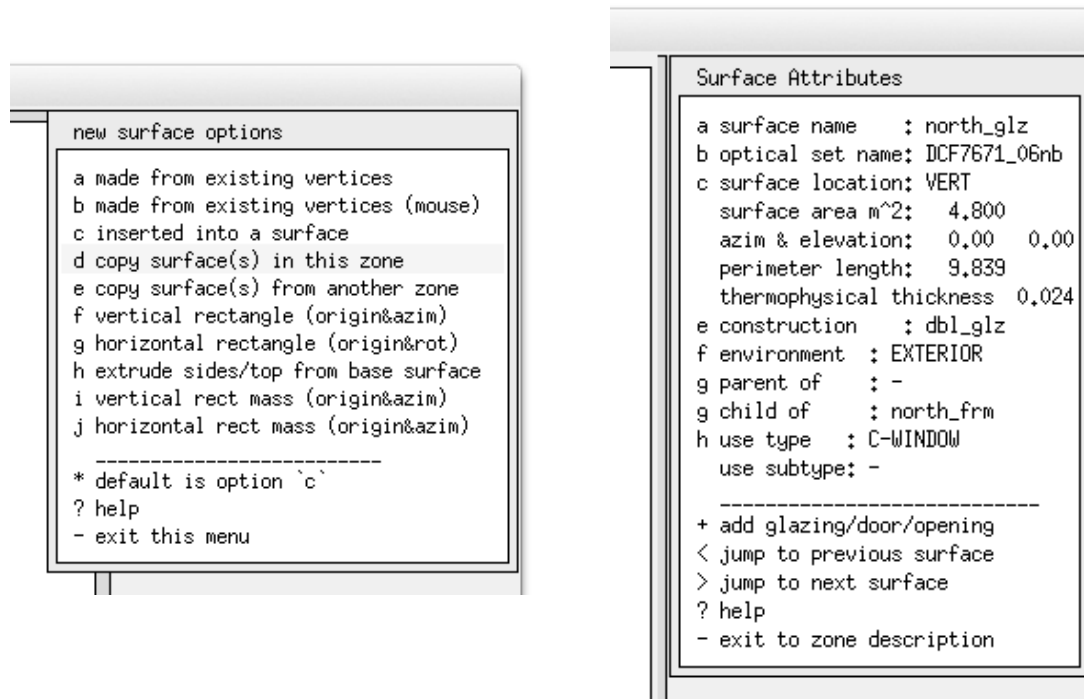 new surface options
a made from existing vertices
b made from existing vertices (mouse)
c inserted into a surface
d copy surface(s) in this zone
e copy surface(s) from another zone
f vertical rectangle (origin&azim)
g horizontal rectangle (origin&rot)
h extrude sides/top from base surface
i vertical rect mass (origin&azim)
j horizontal rect mass (origin&azim)
* default is option `c`
? help
- exit this menu
Surface Attributes
a surface name : north_glz
b optical set name: DCF7671_06nb
c surface location: VERT
surface area m^2: 4.800
azim & elevation: 0.00 0.00
perimeter length: 9.839
thermophysical thickness 0.024
e construction : dbl_glz
f environment : EXTERIOR
g parent of : -
g child of : north_frm
h use type : C-WINDOW
use subtype: -
+ add glazing/door/opening
< jump to previous surface
> jump to next surface
? help
- exit to zone description